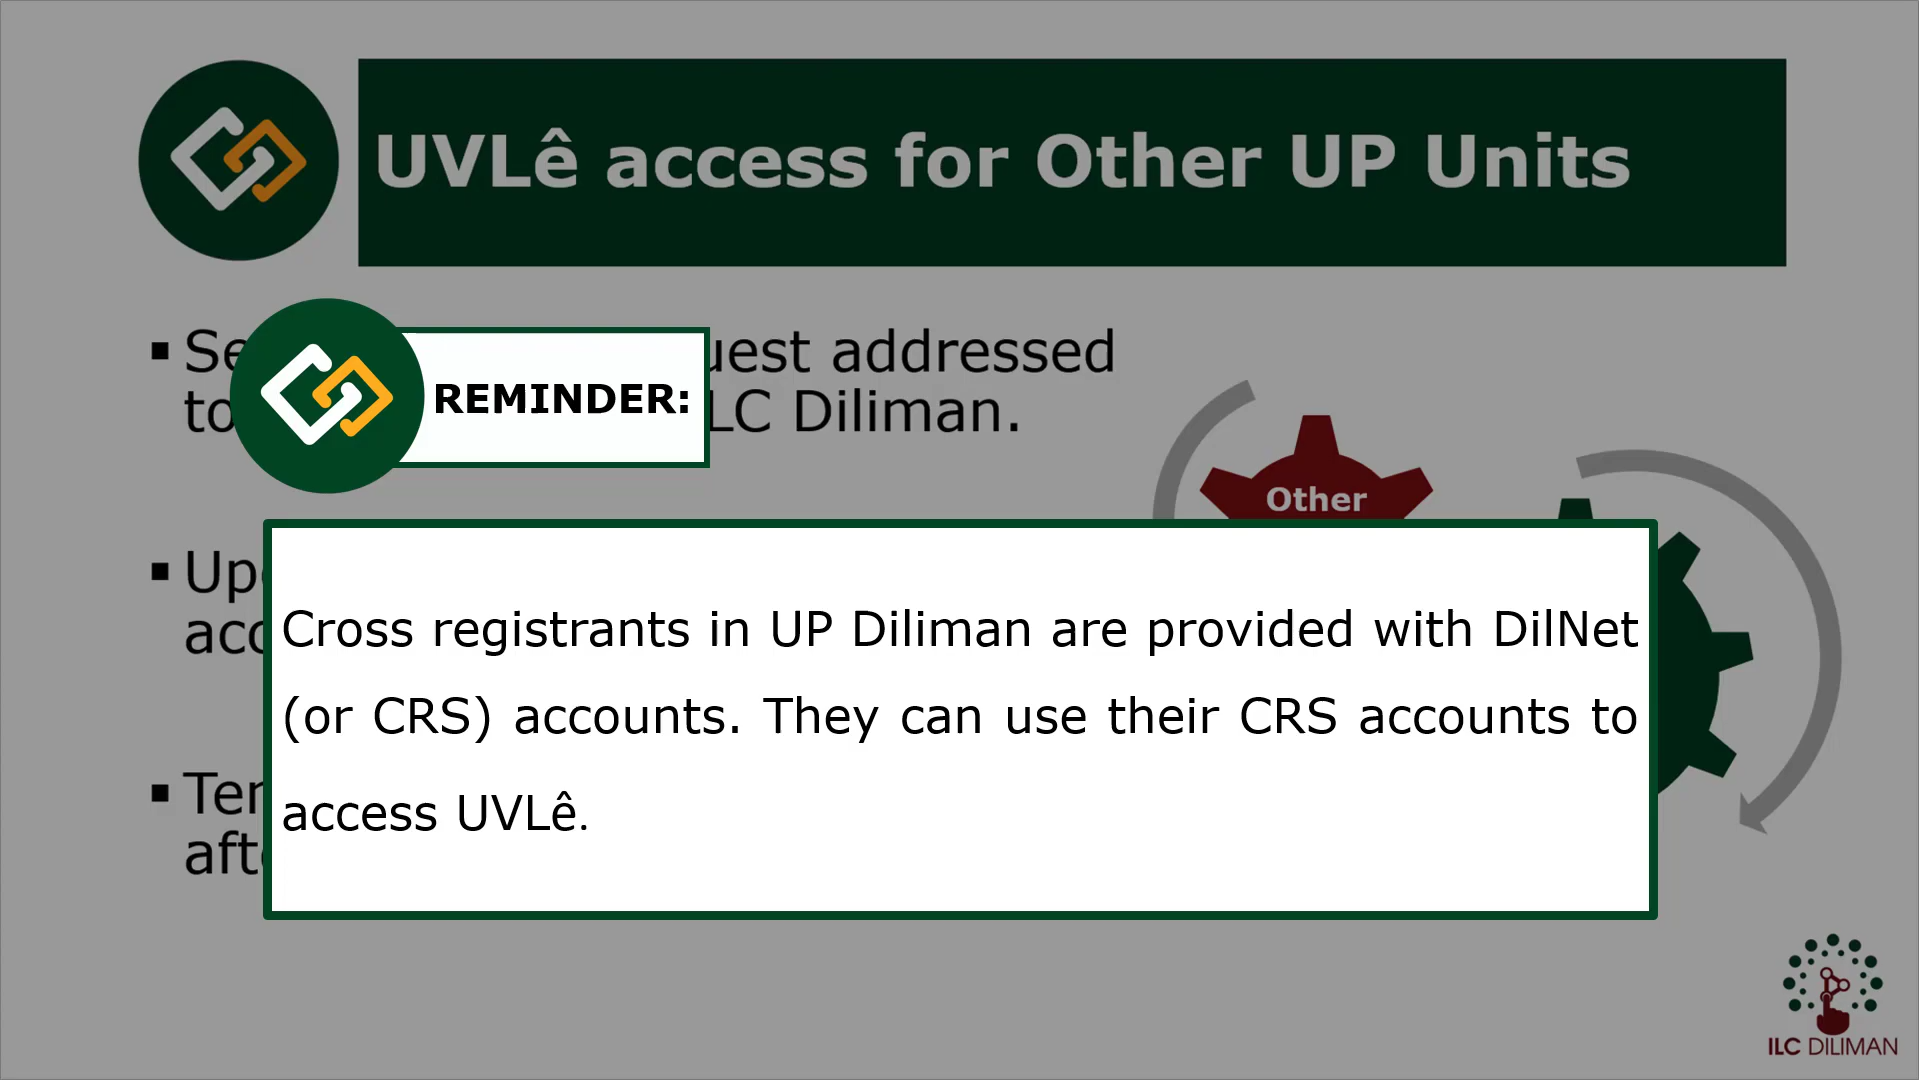 UVLê access for Other UP Units
REMINDER:
uest addressed
to LC Diliman.
Other
Cross registrants in UP Diliman are provided with DilNet
(or CRS) accounts. They can use their CRS accounts to
access UVLê.
ILC DILIMAN